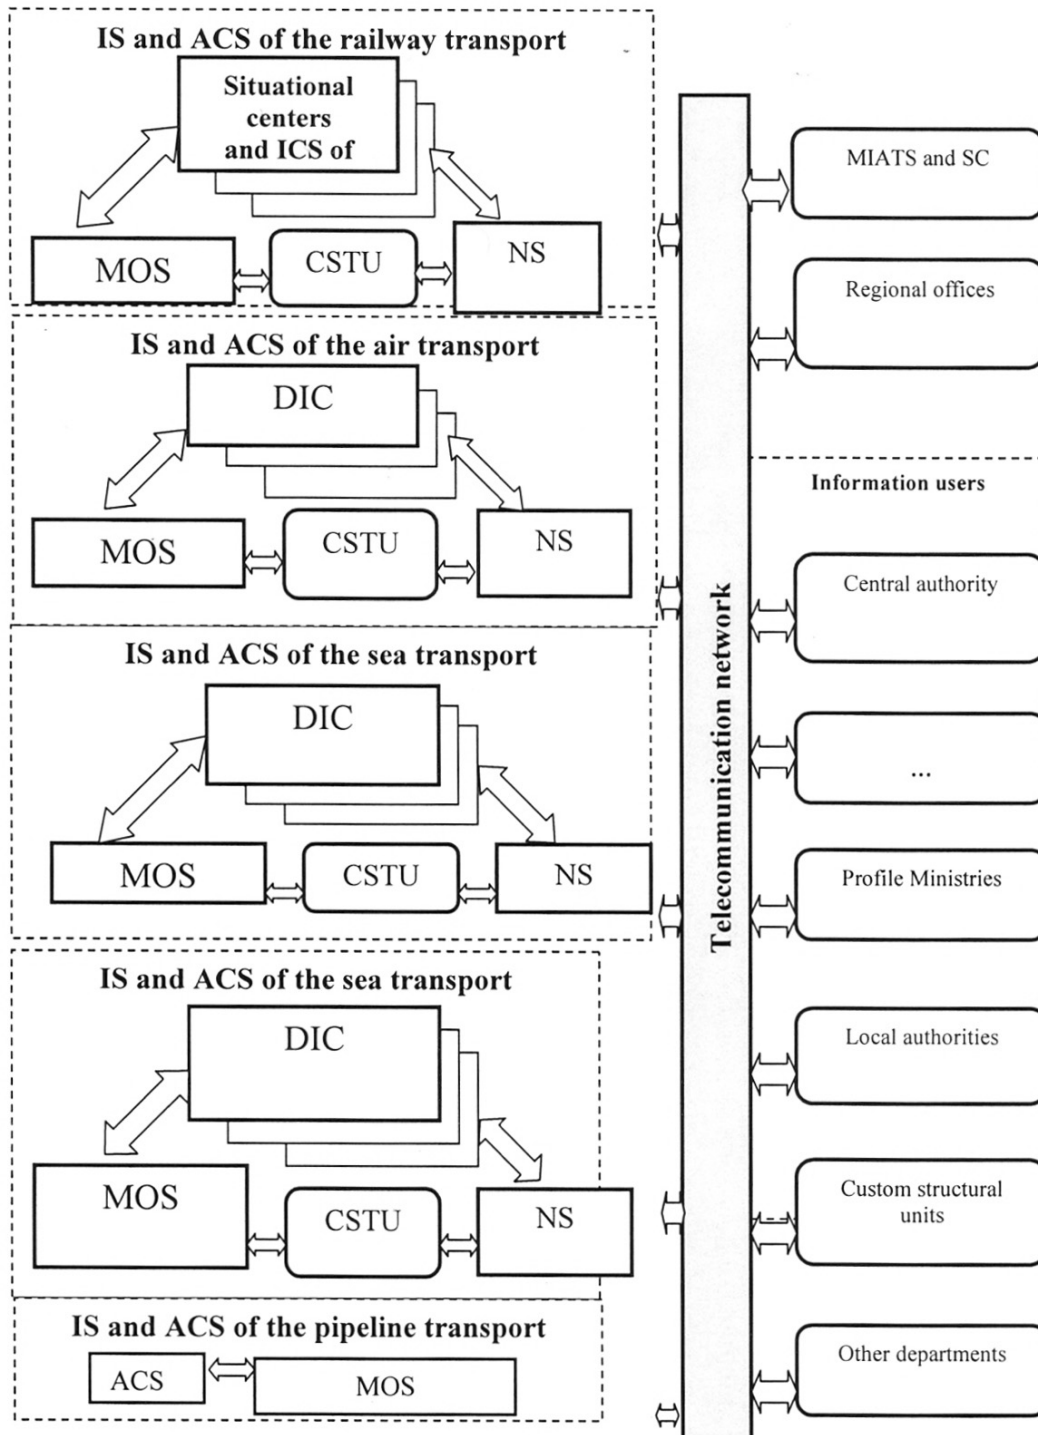 IS and ACS of the railway transport
Situational
centers
and ICS of
MOS
CSTU
NS
IS and ACS of the air transport
DIC
MOS
CSTU
NS
IS and ACS of the sea transport
DIC
MOS
CSTU
NS
IS and ACS of the sea transport
DIC
MOS
CSTU
NS
IS and ACS of the pipeline transport
ACS
MOS
Telecommunication network
MIATS and SC
Regional offices
Information users
Central authority
...
Profile Ministries
Local authorities
Custom structural
units
Other departments